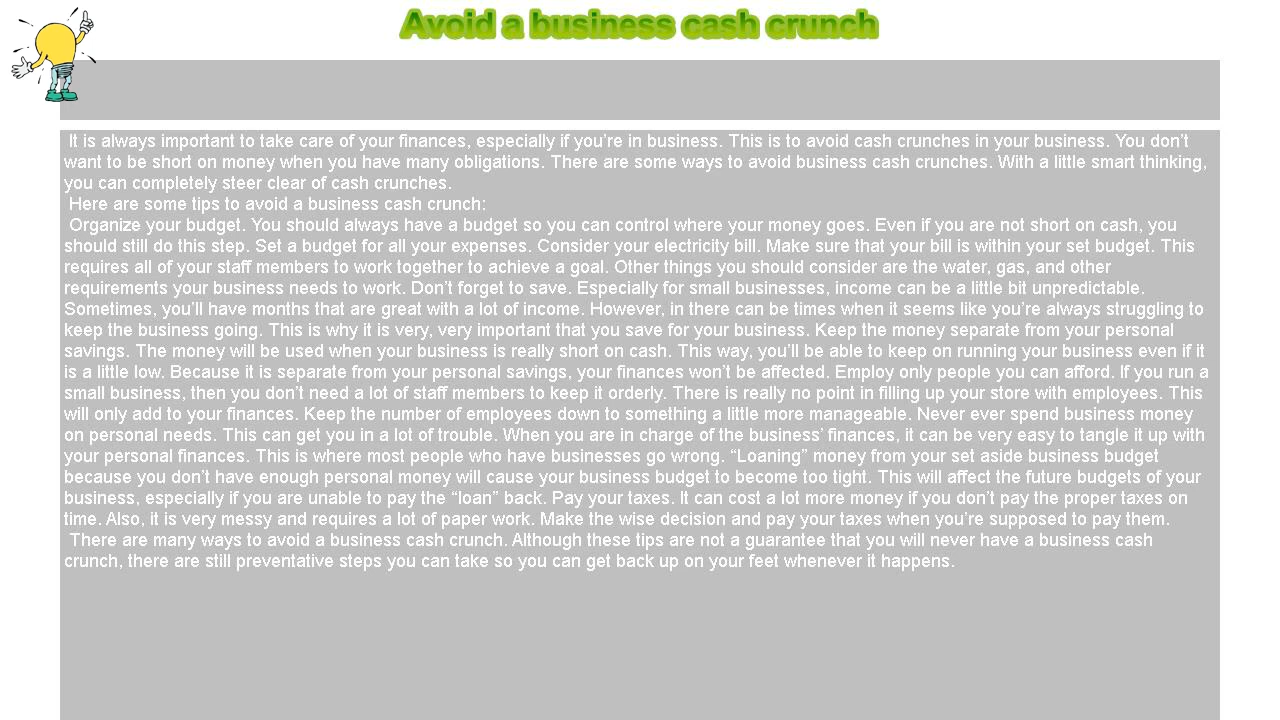 Avoid a business cash crunch
It is always important to take care of your finances, especially if you’re in business. This is to avoid cash crunches in your business. You don’t
want to be short on money when you have many obligations. There are some ways to avoid business cash crunches. With a little smart thinking,
you can completely steer clear of cash crunches.
Here are some tips to avoid a business cash crunch:
Organize your budget. You should always have a budget so you can control where your money goes. Even if you are not short on cash, you
should still do this step. Set a budget for all your expenses. Consider your electricity bill. Make sure that your bill is within your set budget. This
requires all of your staff members to work together to achieve a goal. Other things you should consider are the water, gas, and other
requirements your business needs to work. Don’t forget to save. Especially for small businesses, income can be a little bit unpredictable.
Sometimes, you’ll have months that are great with a lot of income. However, in there can be times when it seems like you’re always struggling to
keep the business going. This is why it is very, very important that you save for your business. Keep the money separate from your personal
savings. The money will be used when your business is really short on cash. This way, you’ll be able to keep on running your business even if it
is a little low. Because it is separate from your personal savings, your finances won’t be affected. Employ only people you can afford. If you run a
small business, then you don’t need a lot of staff members to keep it orderly. There is really no point in filling up your store with employees. This
will only add to your finances. Keep the number of employees down to something a little more manageable. Never ever spend business money
on personal needs. This can get you in a lot of trouble. When you are in charge of the business’ finances, it can be very easy to tangle it up with
your personal finances. This is where most people who have businesses go wrong. “Loaning” money from your set aside business budget
because you don’t have enough personal money will cause your business budget to become too tight. This will affect the future budgets of your
business, especially if you are unable to pay the “loan” back. Pay your taxes. It can cost a lot more money if you don’t pay the proper taxes on
time. Also, it is very messy and requires a lot of paper work. Make the wise decision and pay your taxes when you’re supposed to pay them.
There are many ways to avoid a business cash crunch. Although these tips are not a guarantee that you will never have a business cash
crunch, there are still preventative steps you can take so you can get back up on your feet whenever it happens.